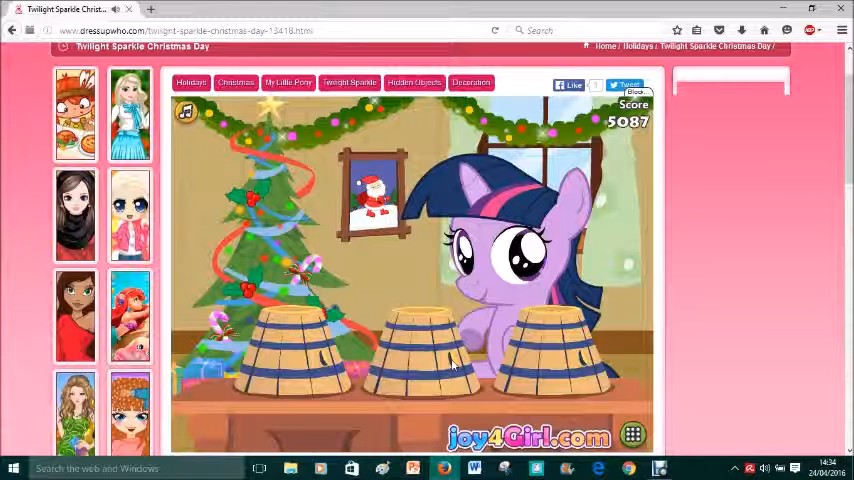 Twilight Sparkle Christ...
www.dressupwho.com/twilight-sparkle-christmas-day-13418.html
Search
Twilight Sparkle Christmas Day
Home / Holidays / Twilight Sparkle Christmas Day /
Holidays
Christmas
My Little Pony
Twilight Sparkle
Hidden Objects
Decoration
Like
1
Tweet
Block...
Score
5087
joy4Girl.com
Search the web and Windows
14:34
24/04/2016